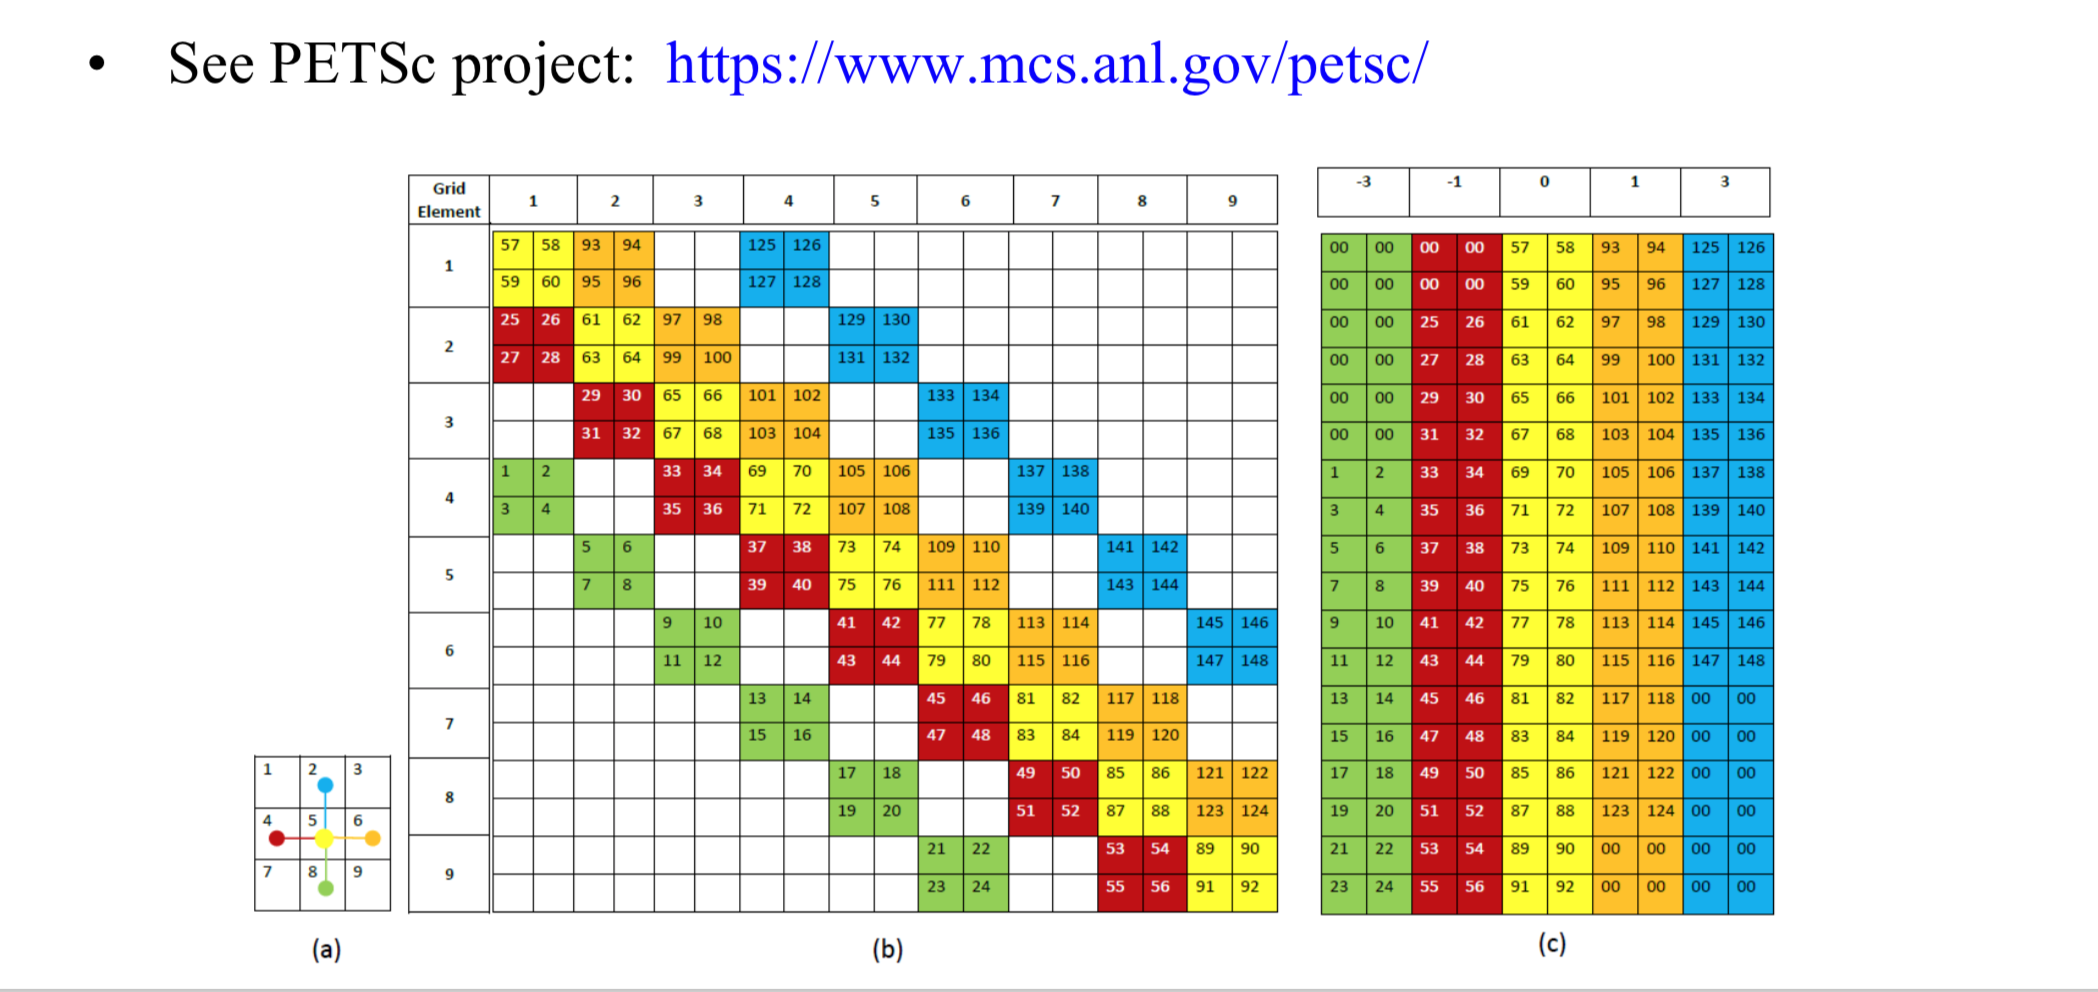 • See PETSc project: https://www.mcs.anl.gov/petsc/
Grid Element 1 2 3 4 5 6 7 8 9
1
57 58 93 94 125 126
59 60 95 96 127 128
2
25 26 61 62 97 98 129 130
27 28 63 64 99 100 131 132
3
29 30 65 66 101 102 133 134
31 32 67 68 103 104 135 136
4
1 2 33 34 69 70 105 106 137 138
3 4 35 36 71 72 107 108 139 140
5
5 6 37 38 73 74 109 110 141 142
7 8 39 40 75 76 111 112 143 144
6
9 10 41 42 77 78 113 114 145 146
11 12 43 44 79 80 115 116 147 148
7
13 14 45 46 81 82 117 118
15 16 47 48 83 84 119 120
8
17 18 49 50 85 86 121 122
19 20 51 52 87 88 123 124
9
21 22 53 54 89 90
23 24 55 56 91 92
-3 -1 0 1 3
00 00 00 00 57 58 93 94 125 126
00 00 00 00 59 60 95 96 127 128
00 00 25 26 61 62 97 98 129 130
00 00 27 28 63 64 99 100 131 132
00 00 29 30 65 66 101 102 133 134
00 00 31 32 67 68 103 104 135 136
1 2 33 34 69 70 105 106 137 138
3 4 35 36 71 72 107 108 139 140
5 6 37 38 73 74 109 110 141 142
7 8 39 40 75 76 111 112 143 144
9 10 41 42 77 78 113 114 145 146
11 12 43 44 79 80 115 116 147 148
13 14 45 46 81 82 117 118 00 00
15 16 47 48 83 84 119 120 00 00
17 18 49 50 85 86 121 122 00 00
19 20 51 52 87 88 123 124 00 00
21 22 53 54 89 90 00 00 00 00
23 24 55 56 91 92 00 00 00 00
1 2 3
4 5 6
7 8 9
(a) (b) (c)